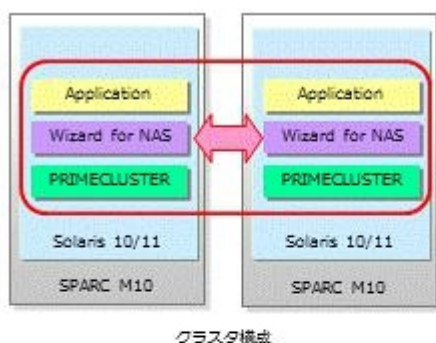 Application
Wizard for NAS
PRIMECLUSTER
Solaris 10/11
SPARC M10
Application
Wizard for NAS
PRIMECLUSTER
Solaris 10/11
SPARC M10
クラスタ構成